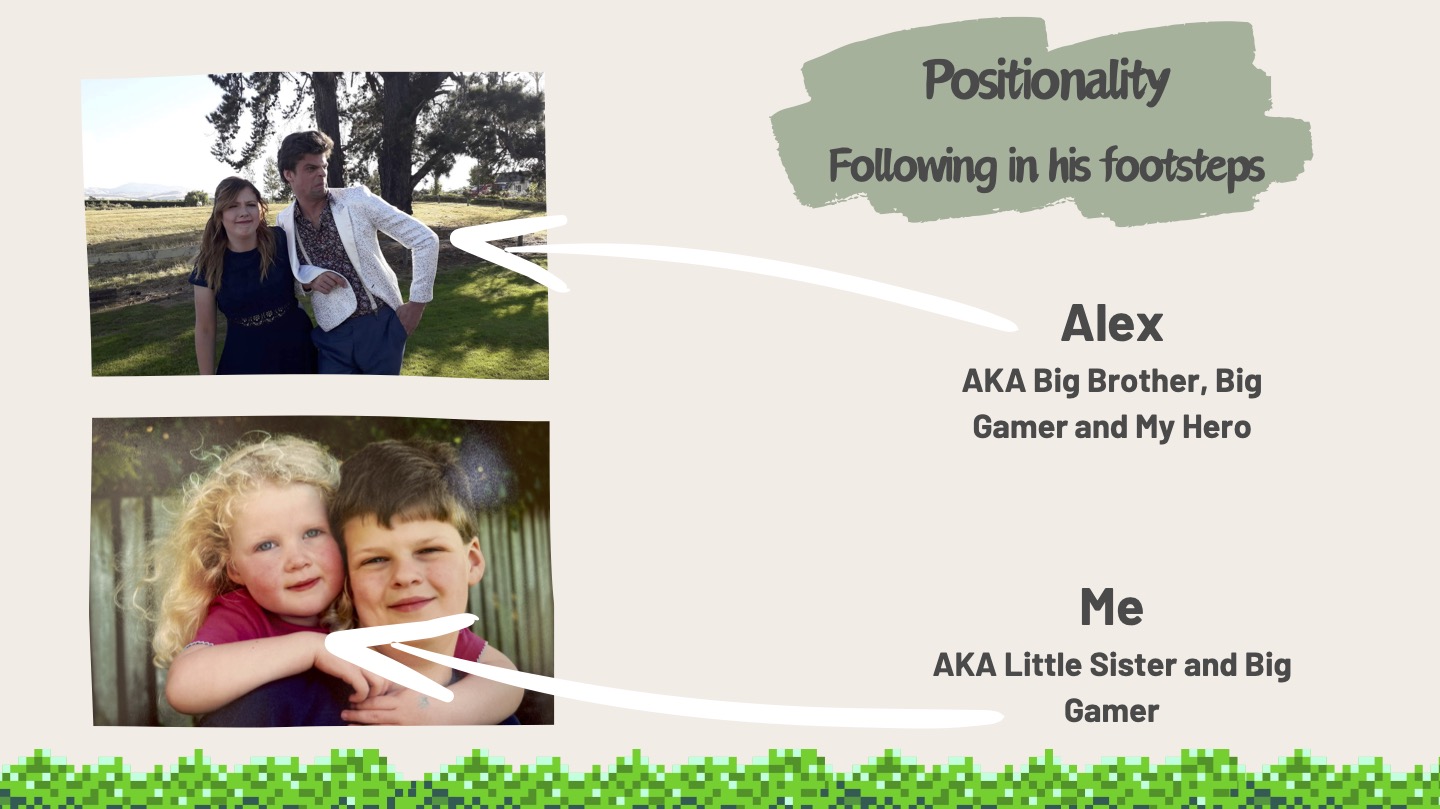 Positionality
Following in his footsteps
Alex
AKA Big Brother, Big
Gamer and My Hero
Me
AKA Little Sister and Big
Gamer